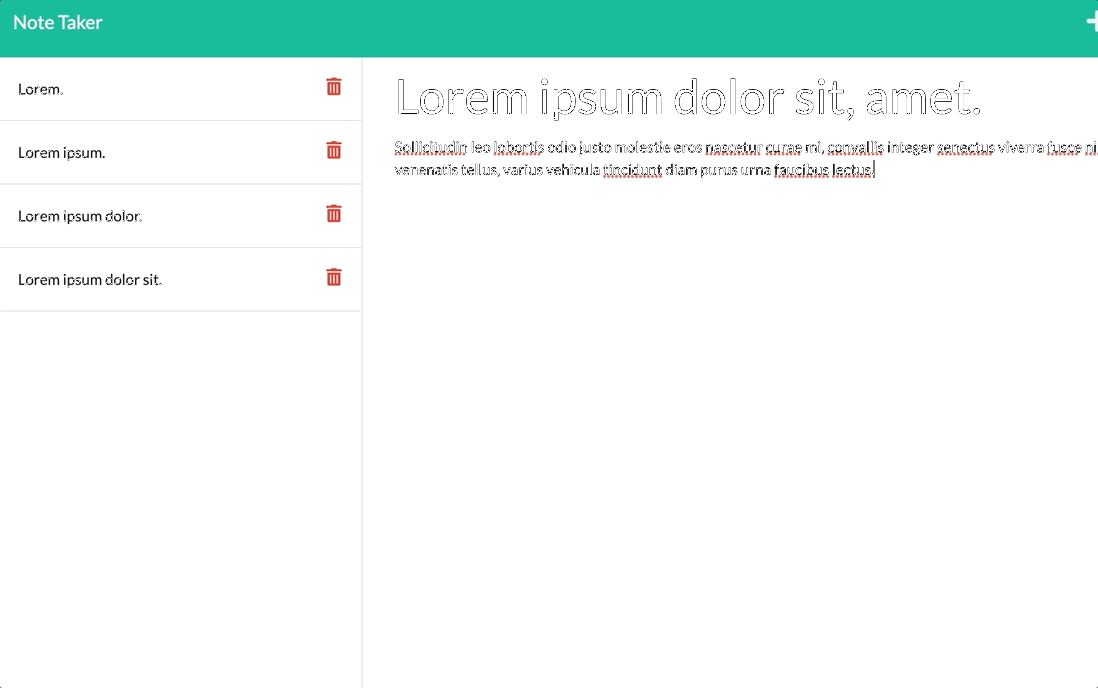 Note Taker
Lorem.
Lorem ipsum.
Lorem ipsum dolor.
Lorem ipsum dolor sit.
Lorem ipsum dolor sit, amet.
Sollicitudin leo lobortis odio justo molestie eros nascetur curae mi, convallis integer senectus viverra fusce ni
venenatis tellus, varius vehicula tincidunt diam purus urna faucibus lectus!